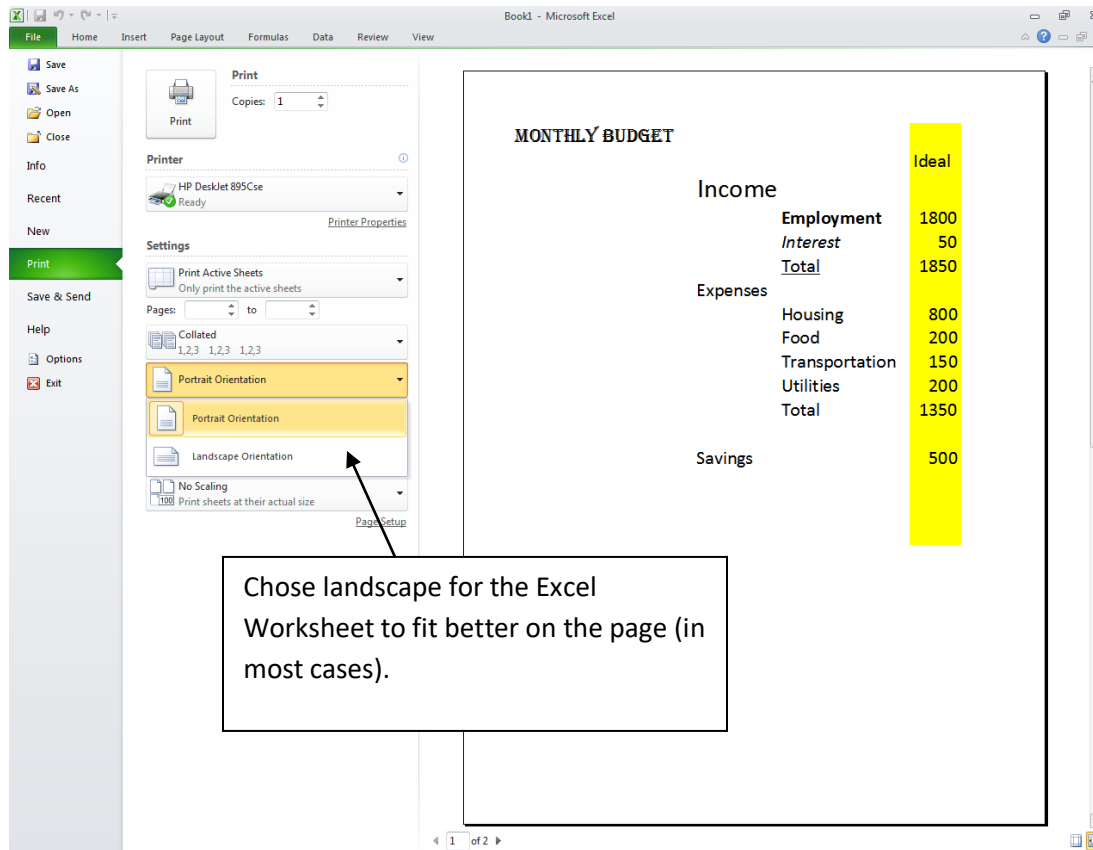 Book1 - Microsoft Excel
File Home Insert Page Layout Formulas Data Review View
Save
Save As
Open
Close
Info
Recent
New
Print
Save & Send
Help
Options
Exit
Print
Copies: 1
Print
Printer
HP DeskJet 895Cse
Ready
Printer Properties
Settings
Print Active Sheets
Only print the active sheets
Pages: to
Collated
1,2,3 1,2,3 1,2,3
Portrait Orientation
Portrait Orientation
Landscape Orientation
No Scaling
100 Print sheets at their actual size
Page Setup
Chose landscape for the Excel
Worksheet to fit better on the page (in
most cases).
MONTHLY BUDGET
Ideal
Income
Employment 1800
Interest 50
Total 1850
Expenses
Housing 800
Food 200
Transportation 150
Utilities 200
Total 1350
Savings 500
1 of 2